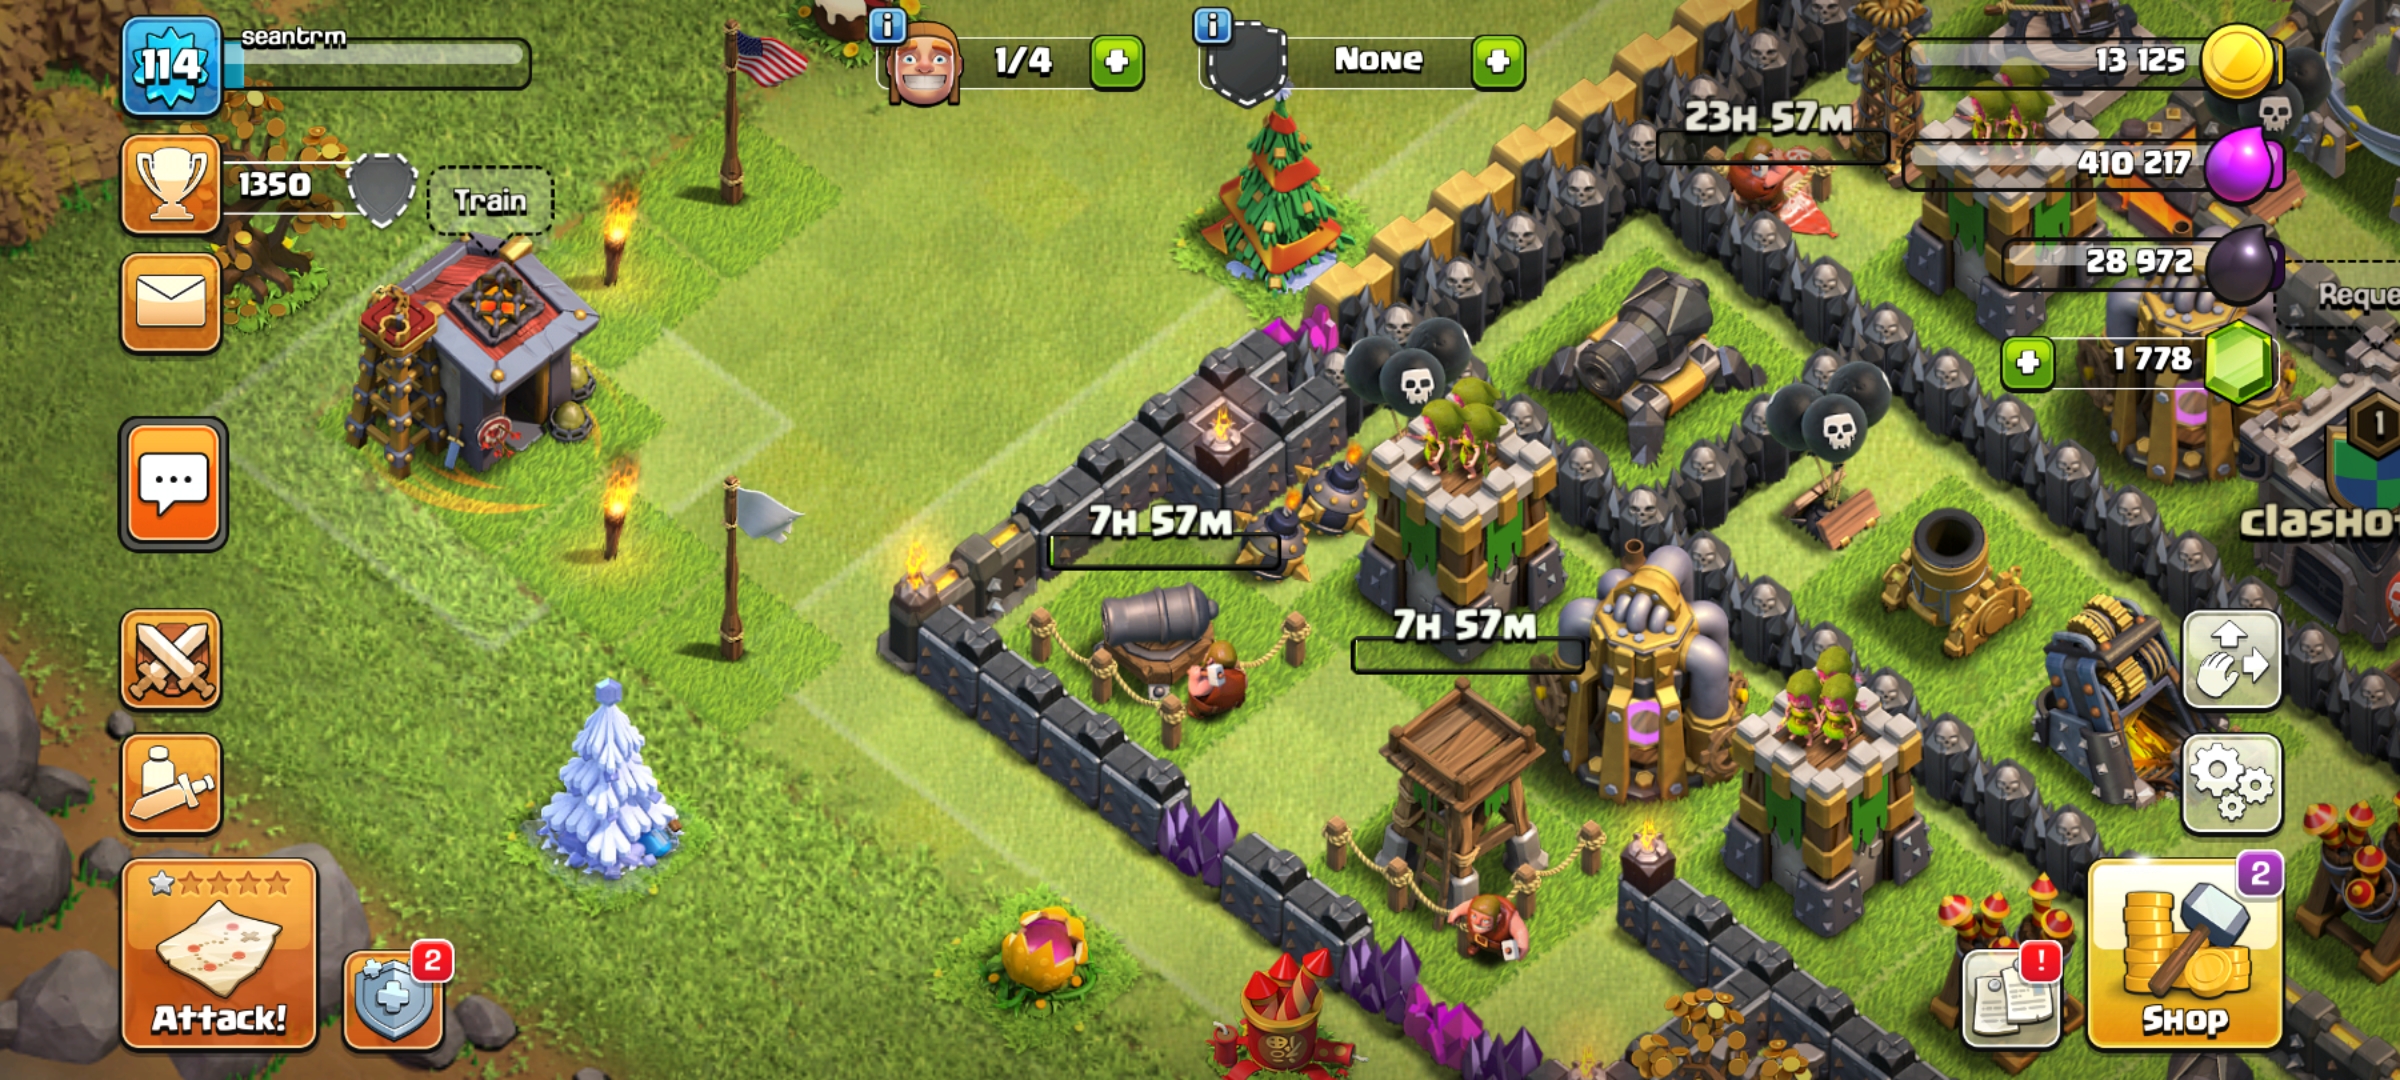 114
seantrm
1/4
None
13 125
23H 57M
410 217
1350
Train
28 972
Reque
1 778
1
clasho
7H 57M
7H 57M
2
Attack!
2
!
Shop